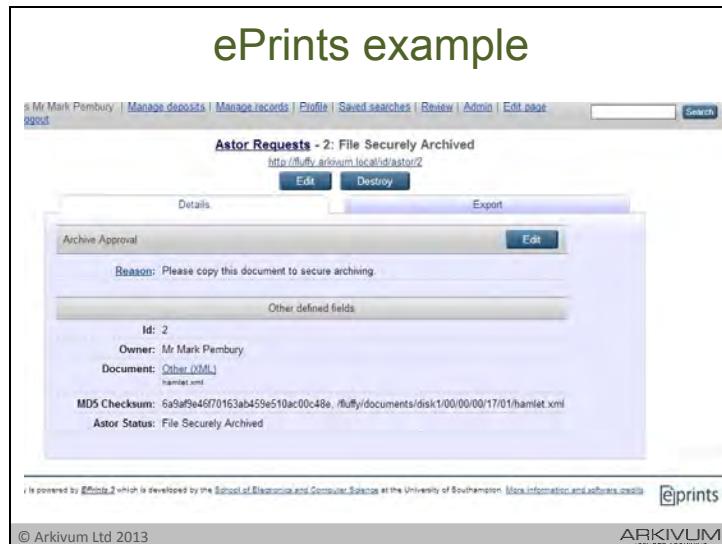 ePrints example
s Mr Mark Pembury | Manage deposits | Manage records | Profile | Saved searches | Review | Admin | Edit page
ogout
Search
Astor Requests - 2: File Securely Archived
http://fluffy.arkivum.local/id/astor/2
Edit Destroy
Details Export
Archive Approval Edit
Reason: Please copy this document to secure archiving.
Other defined fields
Id: 2
Owner: Mr Mark Pembury
Document: Other (XML)
hamlet.xml
MD5 Checksum: 6a9af9e46f70163ab459e510ac00c48e, /fluffy/documents/disk1/00/00/00/17/01/hamlet.xml
Astor Status: File Securely Archived
y is powered by EPrints 3 which is developed by the School of Electronics and Computer Science at the University of Southampton. More information and software credits.
eprints
© Arkivum Ltd 2013
ARKIVUM